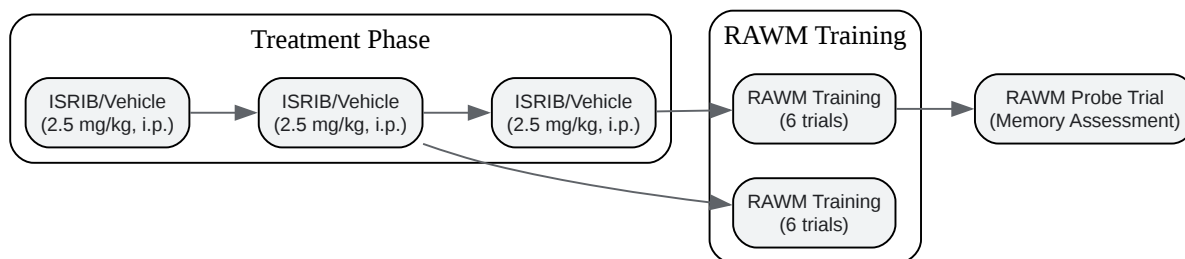 Treatment Phase
RAWM Training
ISRIB/Vehicle
(2.5 mg/kg, i.p.)
ISRIB/Vehicle
(2.5 mg/kg, i.p.)
ISRIB/Vehicle
(2.5 mg/kg, i.p.)
RAWM Training
(6 trials)
RAWM Probe Trial
(Memory Assessment)
RAWM Training
(6 trials)